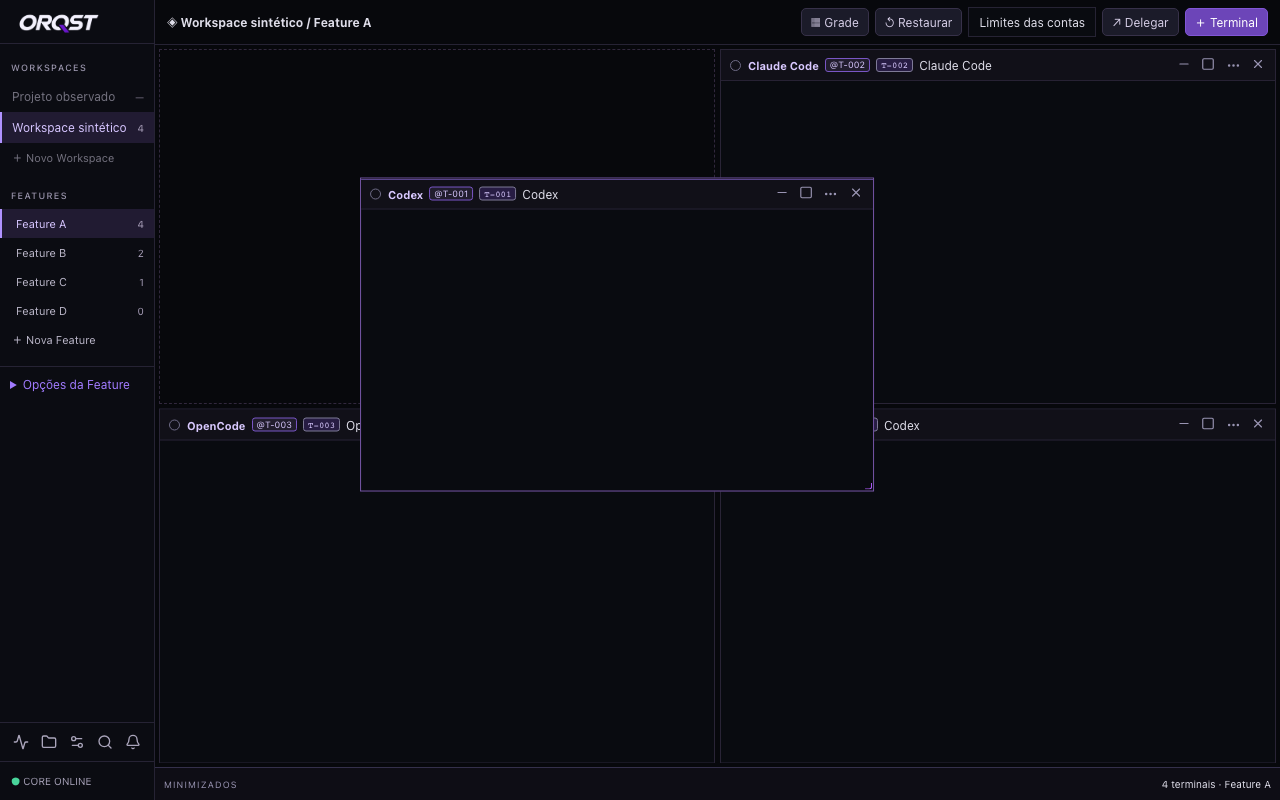 ORQST
◈ Workspace sintético / Feature A
▦ Grade
↺ Restaurar
Limites das contas
↗ Delegar
+ Terminal
WORKSPACES
Projeto observado —
Workspace sintético 4
+ Novo Workspace
FEATURES
Feature A 4
Feature B 2
Feature C 1
Feature D 0
+ Nova Feature
▶ Opções da Feature
CORE ONLINE
Claude Code @T-002 T-002 Claude Code
Codex @T-001 T-001 Codex
OpenCode @T-003 T-003 Op
Codex
MINIMIZADOS
4 terminais · Feature A